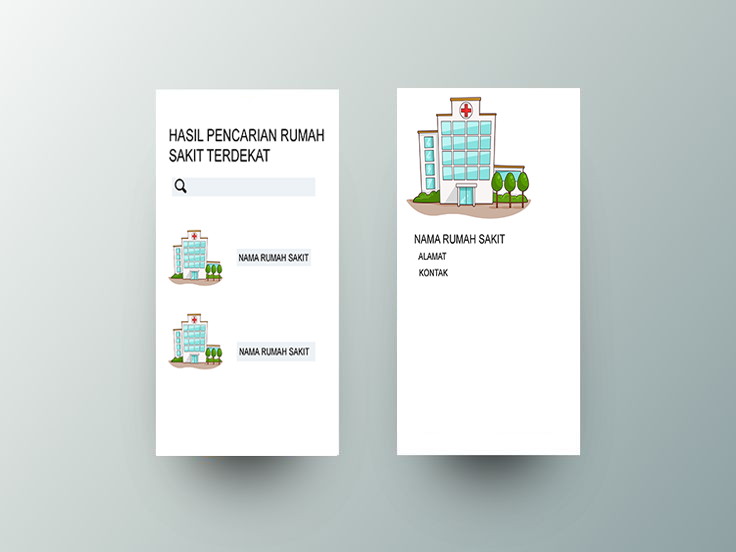 HASIL PENCARIAN RUMAH
SAKIT TERDEKAT
NAMA RUMAH SAKIT
NAMA RUMAH SAKIT
NAMA RUMAH SAKIT
ALAMAT
KONTAK